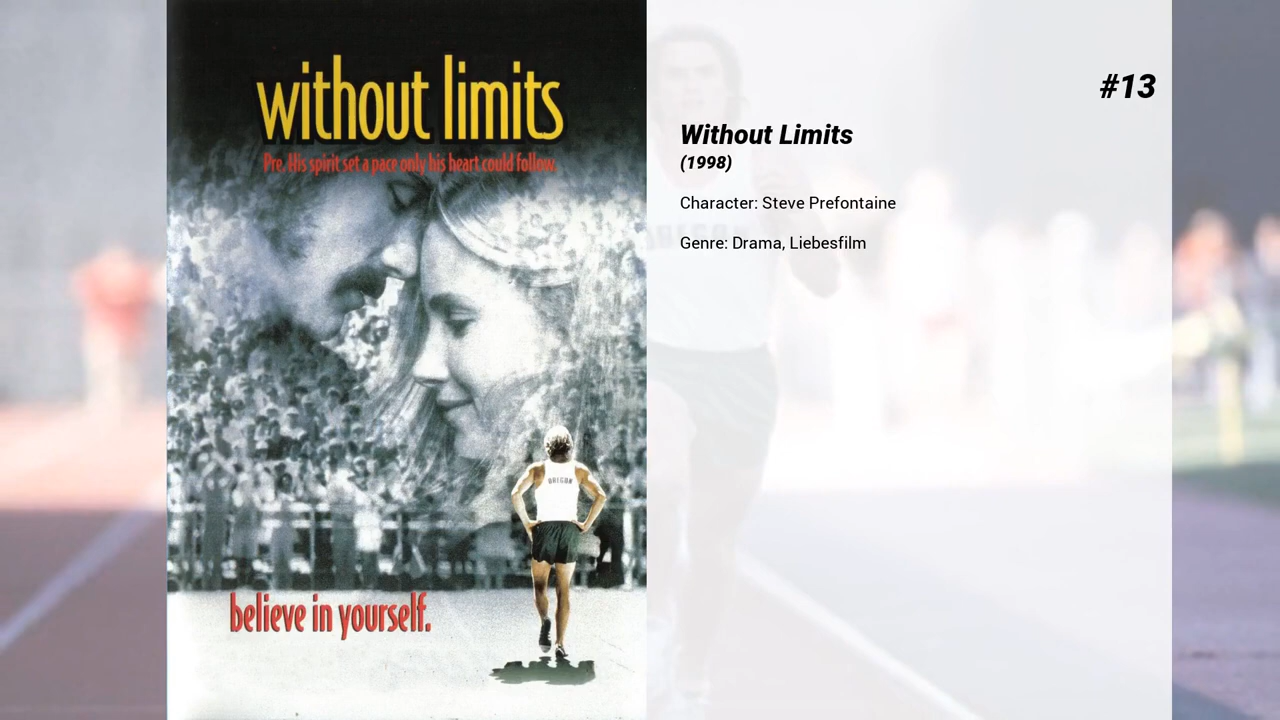 without limits
Pre. His spirit set a pace only his heart could follow.
OREGON
believe in yourself.
#13
Without Limits
(1998)
Character: Steve Prefontaine
Genre: Drama, Liebesfilm